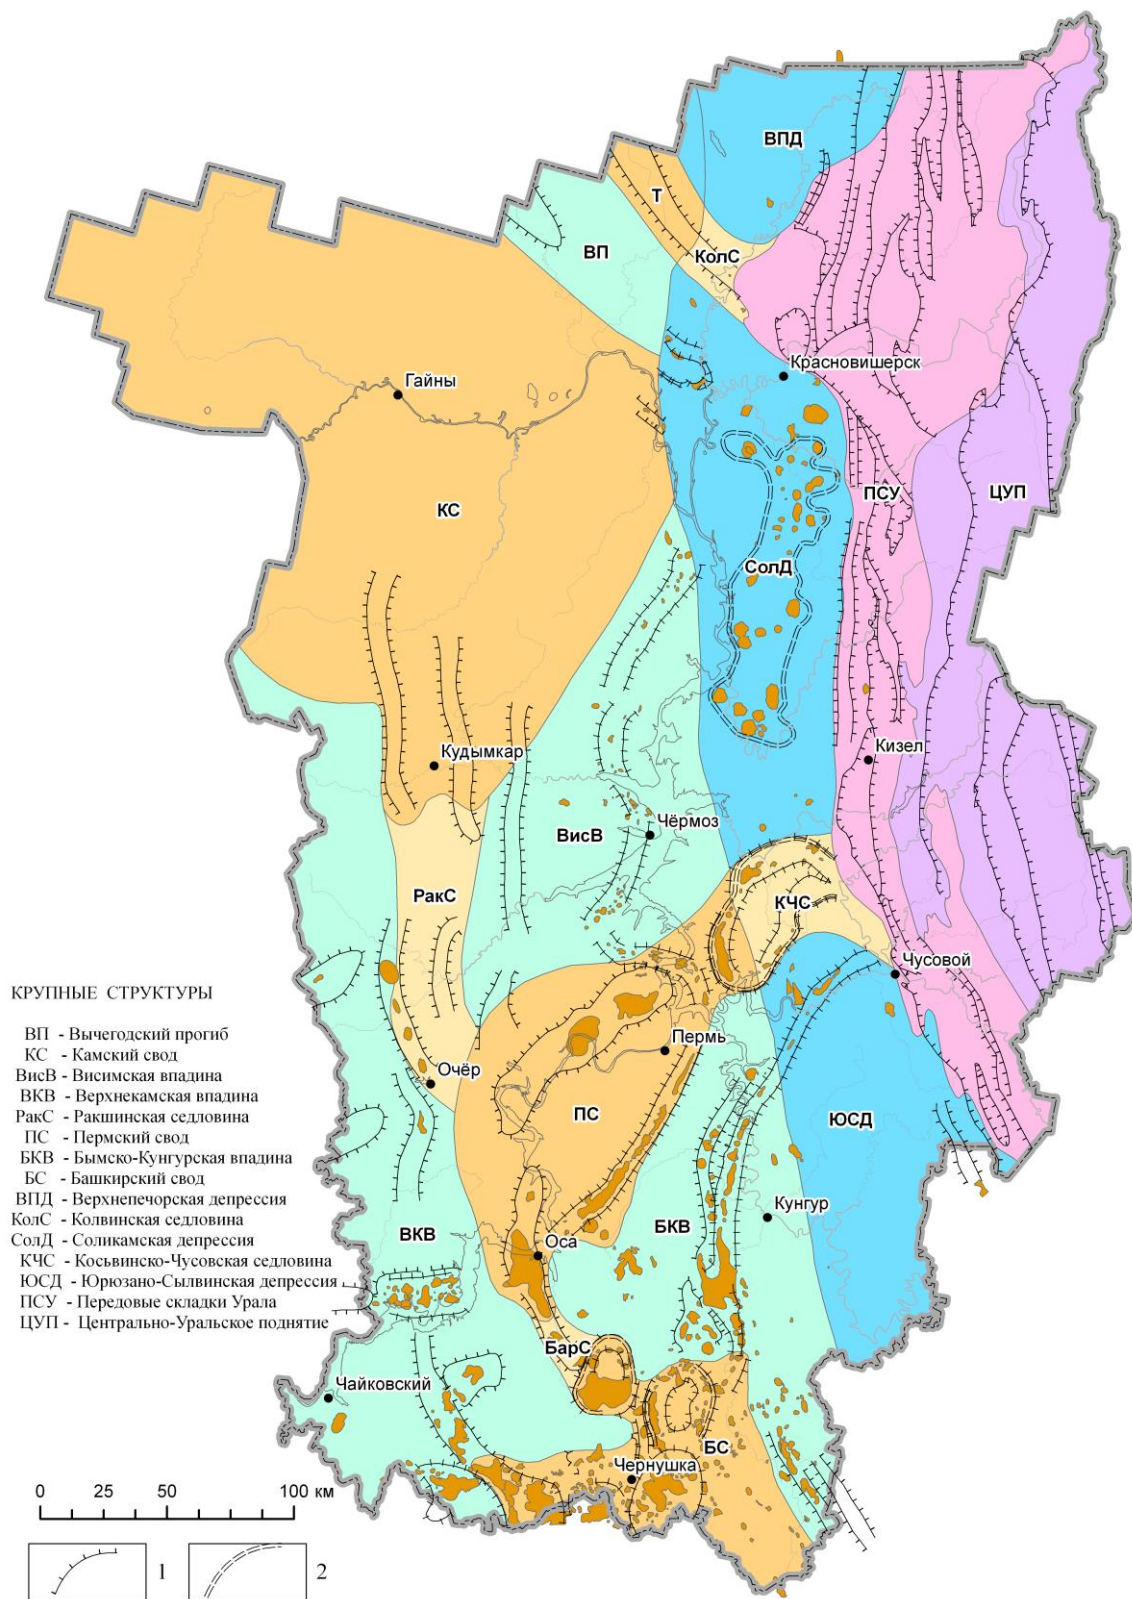 ВПД
Т
ВП
КолС
Красновишерск
Гайны
ПСУ
ЦУП
КС
СолД
Кудымкар
Кизел
ВисВ
Чёрмоз
РакС
КЧС
Чусовой
КРУПНЫЕ СТРУКТУРЫ
ВП - Вычегодский прогиб
КС - Камский свод
ВисВ - Висимская впадина
ВКВ - Верхнекамская впадина
РакС - Ракшинская седловина
ПС - Пермский свод
БКВ - Бымско-Кунгурская впадина
БС - Башкирский свод
ВПД - Верхнепечорская депрессия
КолС - Колвинская седловина
СолД - Соликамская депрессия
КЧС - Косьвинско-Чусовская седловина
ЮСД - Юрюзано-Сылвинская депрессия
ПСУ - Передовые складки Урала
ЦУП - Центрально-Уральское поднятие
Пермь
Очёр
ПС
ЮСД
Кунгур
ВКВ
БКВ
Оса
БарС
Чайковский
БС
Чернушка
0 25 50 100 км
1
2